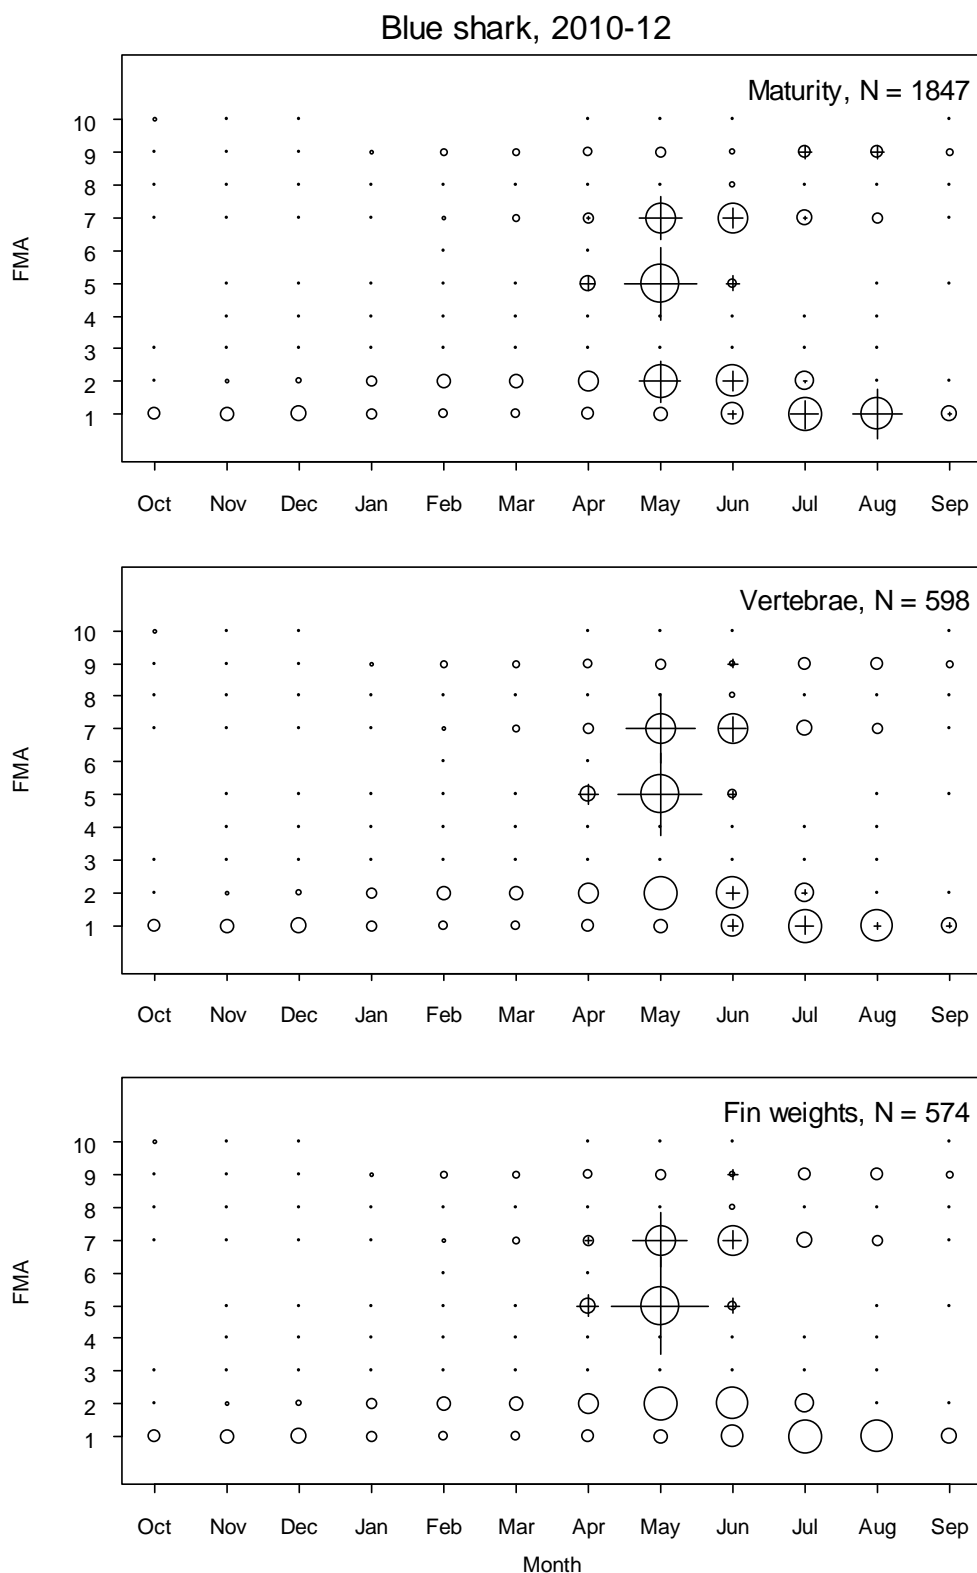 Blue shark, 2010-12
Maturity, N = 1847
10
9
8
7
6
5
4
3
2
1
FMA
Oct Nov Dec Jan Feb Mar Apr May Jun Jul Aug Sep
Vertebrae, N = 598
10
9
8
7
6
5
4
3
2
1
FMA
Oct Nov Dec Jan Feb Mar Apr May Jun Jul Aug Sep
Fin weights, N = 574
10
9
8
7
6
5
4
3
2
1
FMA
Oct Nov Dec Jan Feb Mar Apr May Jun Jul Aug Sep
Month